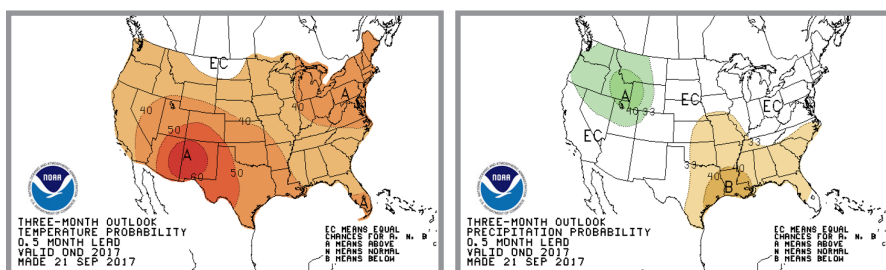 EC
40
40
A
50
40
A
50
60
A
NOAA
THREE-MONTH OUTLOOK
TEMPERATURE PROBABILITY
0.5 MONTH LEAD
VALID OND 2017
MADE 21 SEP 2017
EC MEANS EQUAL
CHANCES FOR A, N, B
A MEANS ABOVE
N MEANS NORMAL
B MEANS BELOW
A
EC
EC
40
33
EC
33
33
40
40
B
NOAA
THREE-MONTH OUTLOOK
PRECIPITATION PROBABILITY
0.5 MONTH LEAD
VALID OND 2017
MADE 21 SEP 2017
EC MEANS EQUAL
CHANCES FOR A, N, B
A MEANS ABOVE
N MEANS NORMAL
B MEANS BELOW